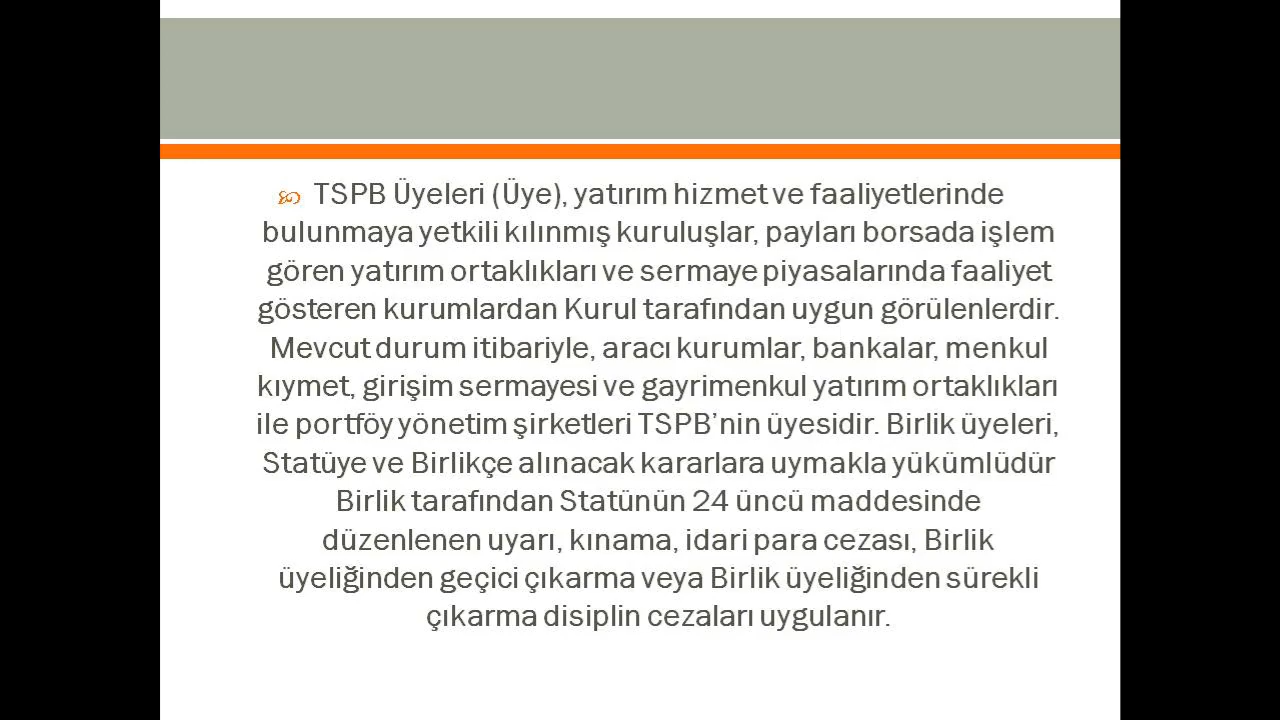 TSPB Üyeleri (Üye), yatırım hizmet ve faaliyetlerinde
bulunmaya yetkili kılınmış kuruluşlar, payları borsada işlem
gören yatırım ortaklıkları ve sermaye piyasalarında faaliyet
gösteren kurumlardan Kurul tarafından uygun görülenlerdir.
Mevcut durum itibariyle, aracı kurumlar, bankalar, menkul
kıymet, girişim sermayesi ve gayrimenkul yatırım ortaklıkları
ile portföy yönetim şirketleri TSPB’nin üyesidir. Birlik üyeleri,
Statüye ve Birlikçe alınacak kararlara uymakla yükümlüdür
Birlik tarafından Statünün 24 üncü maddesinde
düzenlenen uyarı, kınama, idari para cezası, Birlik
üyeliğinden geçici çıkarma veya Birlik üyeliğinden sürekli
çıkarma disiplin cezaları uygulanır.